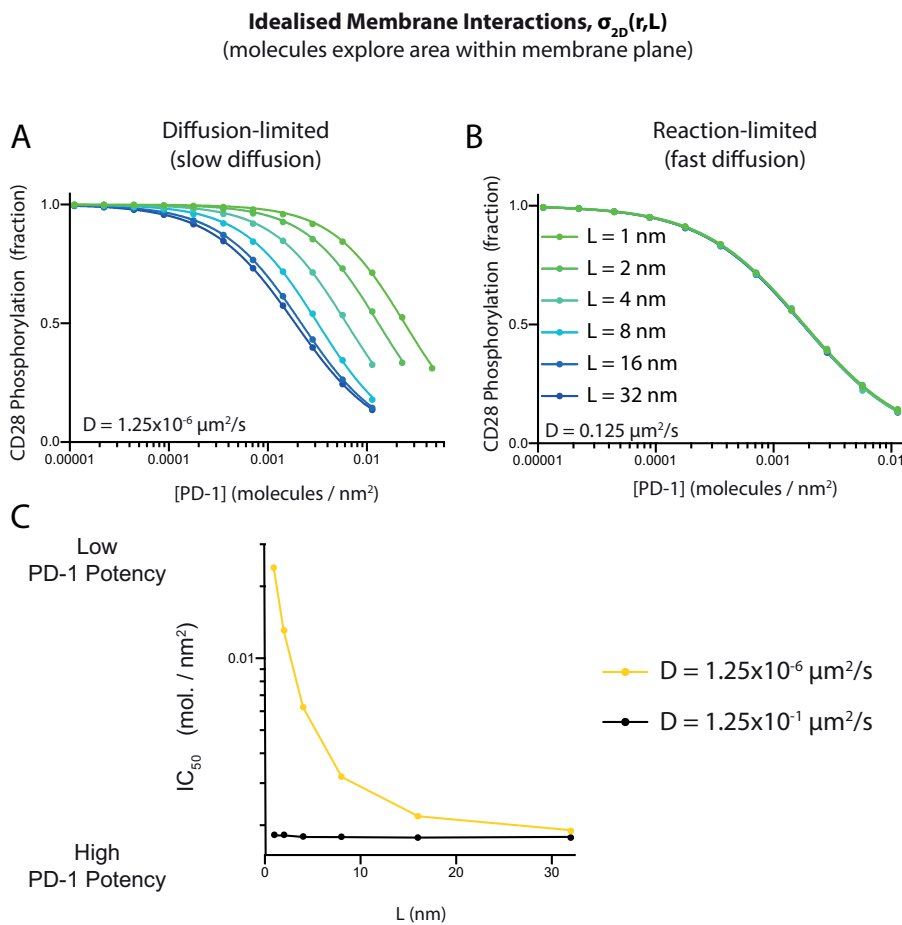 Idealised Membrane Interactions, σ2D(r,L)
(molecules explore area within membrane plane)
A
Diffusion-limited
(slow diffusion)
CD28 Phosphorylation (fraction)
1.0
0.5
0.0
D = 1.25x10⁻⁶ μm²/s
0.00001
0.0001
0.001
0.01
[PD-1] (molecules / nm²)
B
Reaction-limited
(fast diffusion)
CD28 Phosphorylation (fraction)
1.0
0.5
0.0
L = 1 nm
L = 2 nm
L = 4 nm
L = 8 nm
L = 16 nm
L = 32 nm
D = 0.125 μm²/s
0.00001
0.0001
0.001
0.01
[PD-1] (molecules / nm²)
C
Low
PD-1 Potency
High
PD-1 Potency
IC₅₀ (mol. / nm²)
0.01
0
10
20
30
L (nm)
D = 1.25x10⁻⁶ μm²/s
D = 1.25x10⁻¹ μm²/s